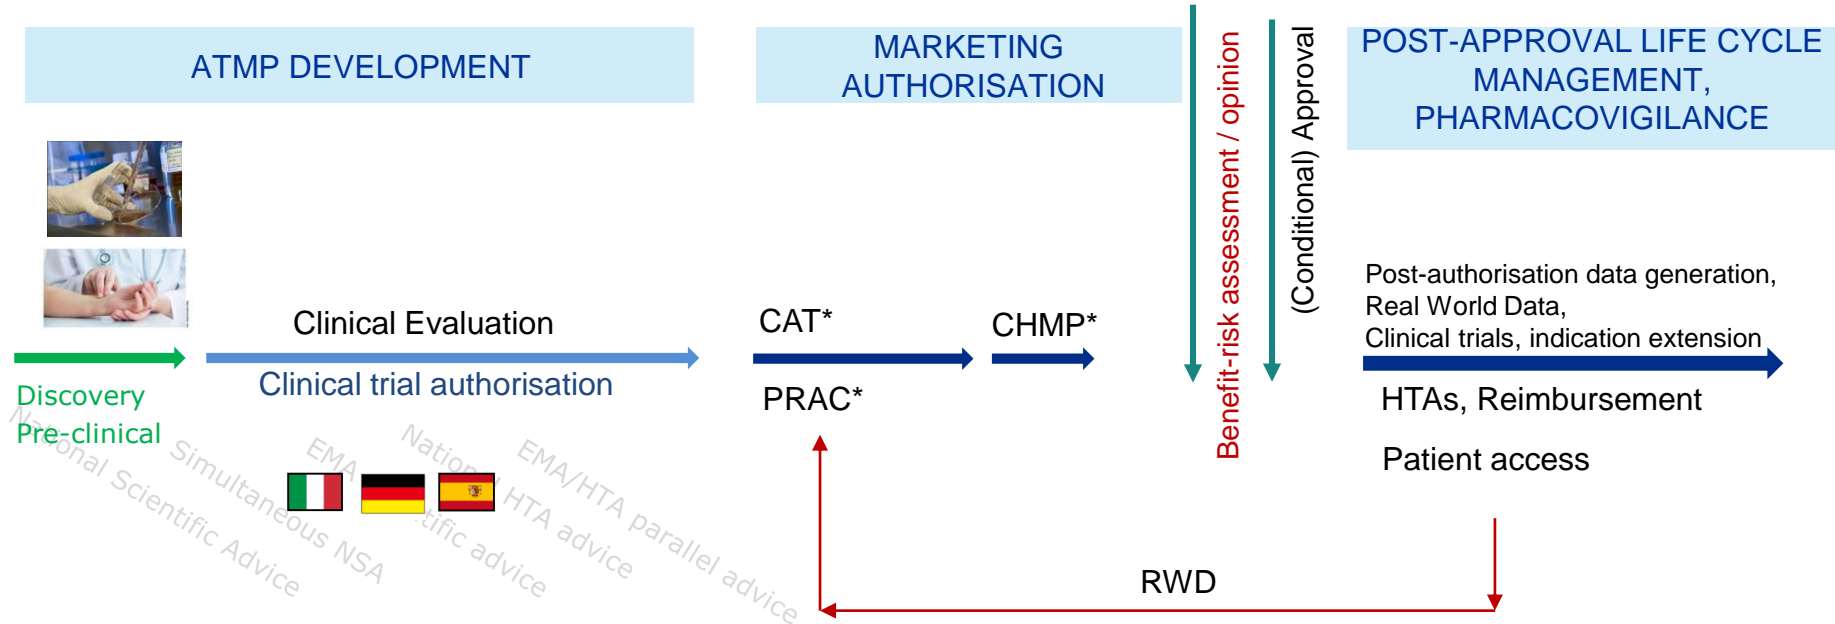 ATMP DEVELOPMENT
MARKETING
AUTHORISATION
Benefit-risk assessment / opinion
(Conditional) Approval
POST-APPROVAL LIFE CYCLE
MANAGEMENT,
PHARMACOVIGILANCE
Clinical Evaluation
Clinical trial authorisation
Discovery
Pre-clinical
CAT*
PRAC*
CHMP*
Post-authorisation data generation,
Real World Data,
Clinical trials, indication extension
HTAs, Reimbursement
Patient access
National Scientific Advice
Simultaneous NSA
EMA tific advice
National HTA advice
EMA/HTA parallel advice
RWD